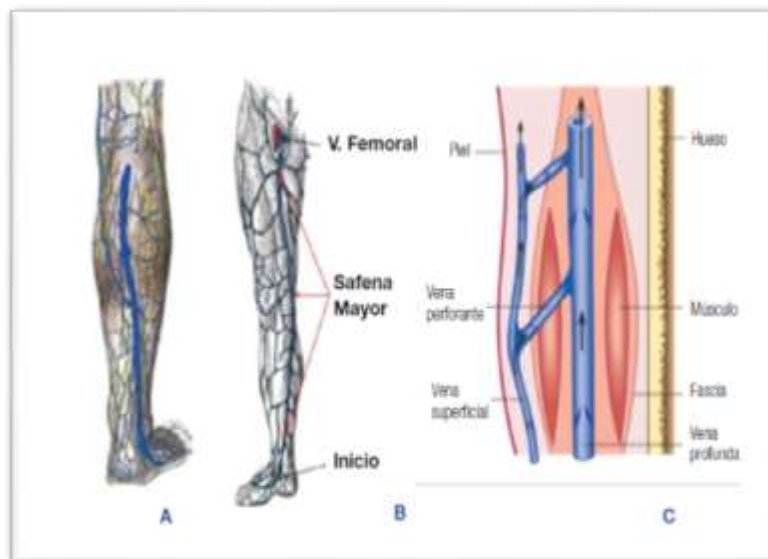 V. Femoral
Safena
Mayor
Inicio
Piel
Vena
perforante
Vena
superficial
Hueso
Músculo
Fascia
Vena
profunda
A
B
C